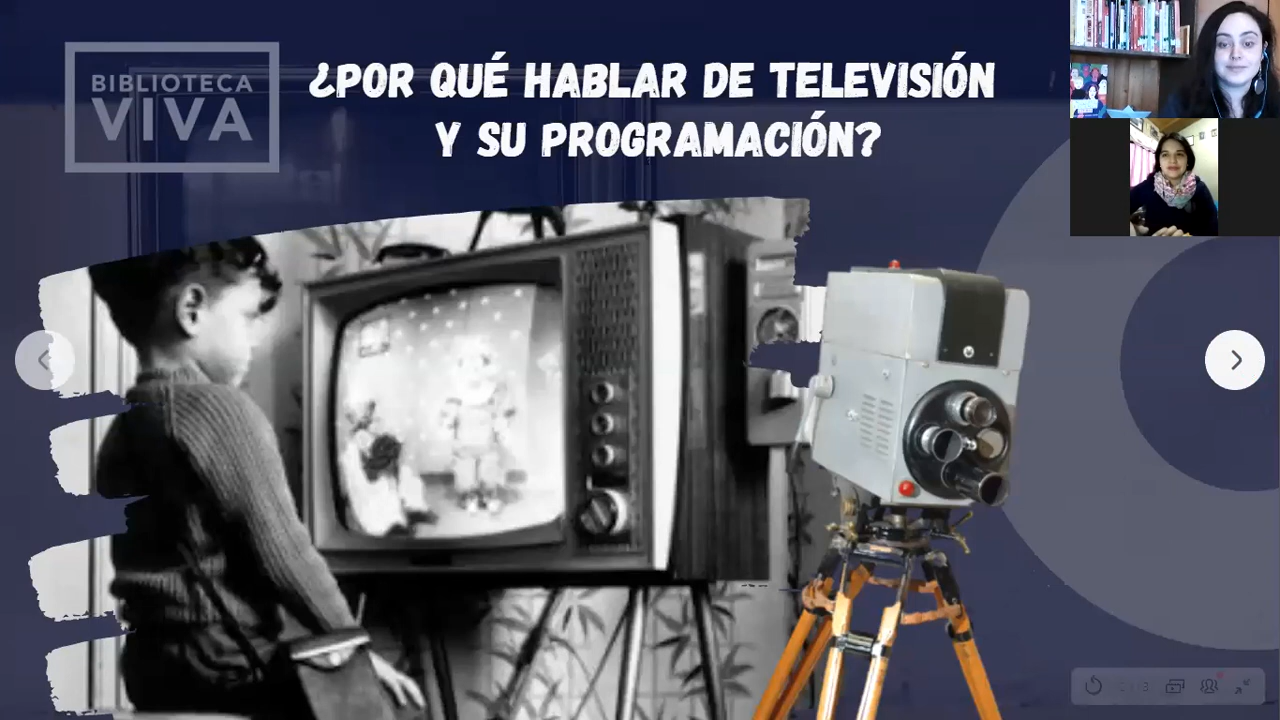 BIBLIOTECA
VIVA
¿POR QUÉ HABLAR DE TELEVISIÓN
Y SU PROGRAMACIÓN?